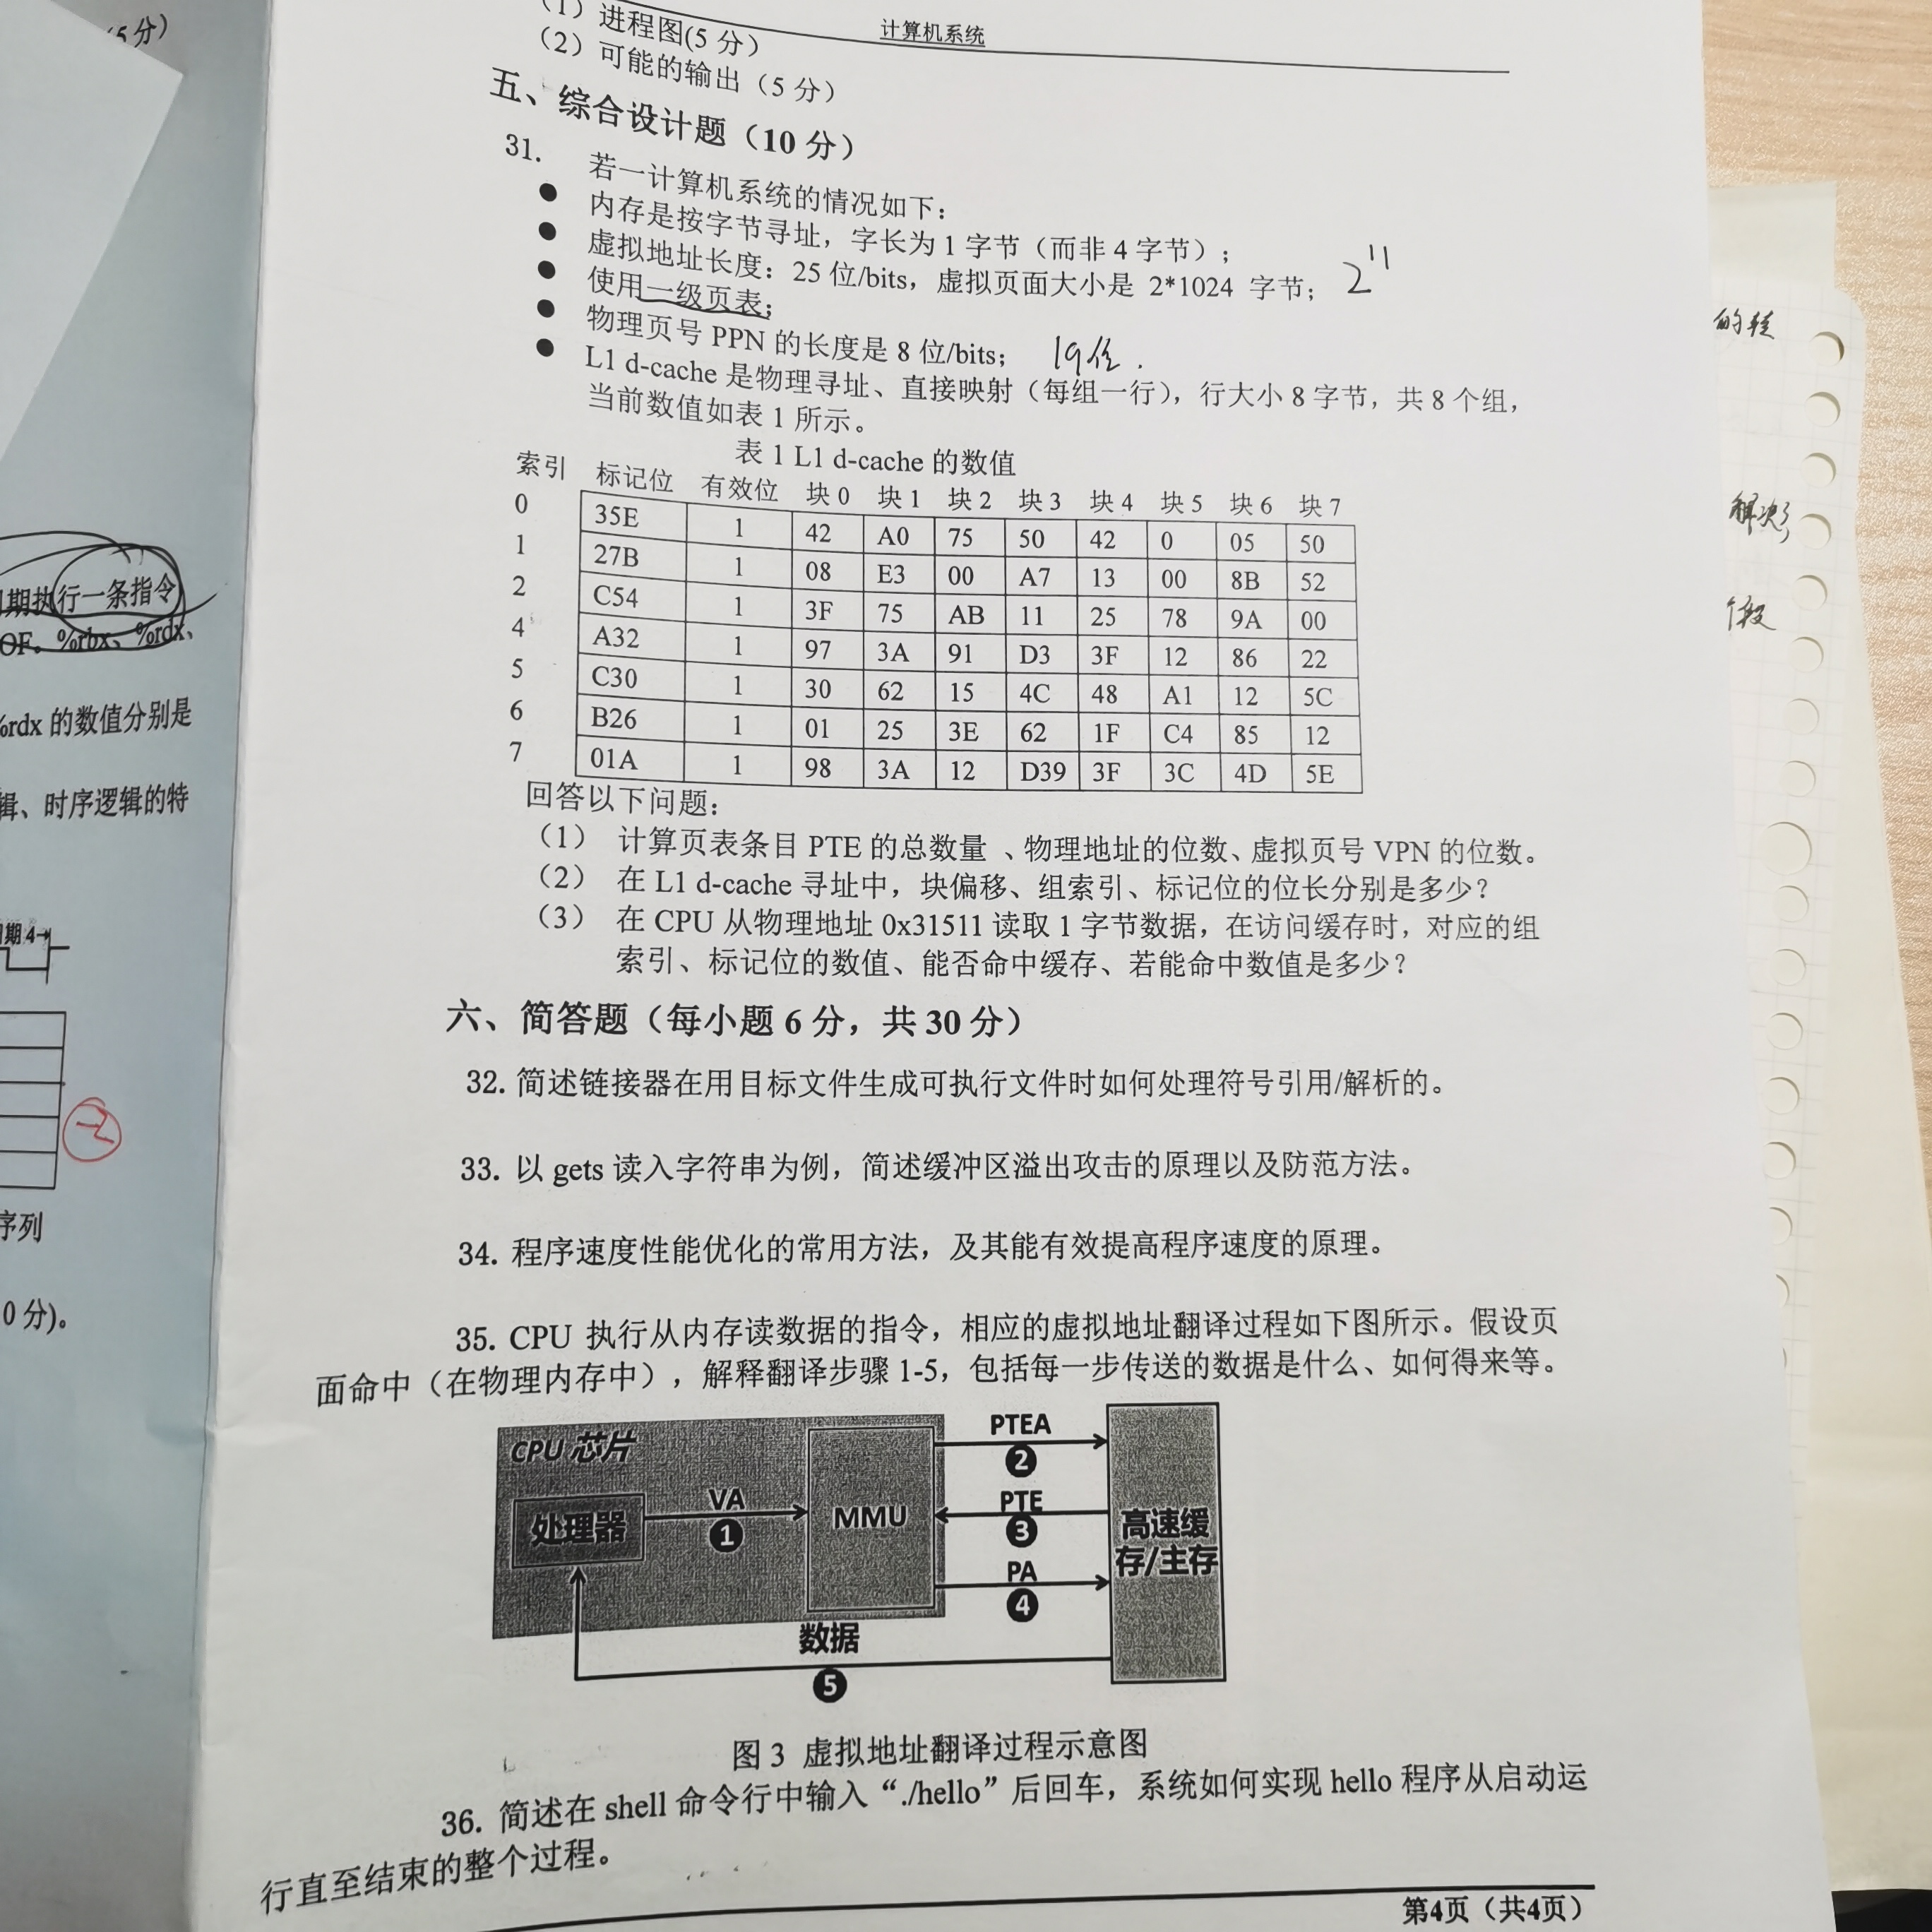 5分)
计算机系统
(1) 进程图(5 分)
(2) 可能的输出（5 分）
五、综合设计题（10 分）
31. 若一计算机系统的情况如下：
● 内存是按字节寻址，字长为 1 字节（而非 4 字节）；
● 虚拟地址长度：25 位/bits，虚拟页面大小是 2*1024 字节； 2^11
● 使用一级页表；
● 物理页号 PPN 的长度是 8 位/bits； 19位.
● L1 d-cache 是物理寻址、直接映射（每组一行），行大小 8 字节，共 8 个组，
当前数值如表 1 所示。
表 1 L1 d-cache 的数值
索引 标记位 有效位 块 0 块 1 块 2 块 3 块 4 块 5 块 6 块 7
0 35E 1 42 A0 75 50 42 0 05 50
1 27B 1 08 E3 00 A7 13 00 8B 52
2 C54 1 3F 75 AB 11 25 78 9A 00
4 A32 1 97 3A 91 D3 3F 12 86 22
5 C30 1 30 62 15 4C 48 A1 12 5C
6 B26 1 01 25 3E 62 1F C4 85 12
7 01A 1 98 3A 12 D39 3F 3C 4D 5E
回答以下问题：
（1） 计算页表条目 PTE 的总数量 、物理地址的位数、虚拟页号 VPN 的位数。
（2） 在 L1 d-cache 寻址中，块偏移、组索引、标记位的位长分别是多少？
（3） 在 CPU 从物理地址 0x31511 读取 1 字节数据，在访问缓存时，对应的组
索引、标记位的数值、能否命中缓存、若能命中数值是多少？
六、简答题（每小题 6 分，共 30 分）
32. 简述链接器在用目标文件生成可执行文件时如何处理符号引用/解析的。
33. 以 gets 读入字符串为例，简述缓冲区溢出攻击的原理以及防范方法。
34. 程序速度性能优化的常用方法，及其能有效提高程序速度的原理。
35. CPU 执行从内存读数据的指令，相应的虚拟地址翻译过程如下图所示。假设页
面命中（在物理内存中），解释翻译步骤 1-5，包括每一步传送的数据是什么、如何得来等。
CPU 芯片
处理器
VA
1
MMU
PTEA
2
PTE
3
PA
4
高速缓
存/主存
数据
5
图 3 虚拟地址翻译过程示意图
36. 简述在 shell 命令行中输入“./hello”后回车，系统如何实现 hello 程序从启动运
行直至结束的整个过程。
第4页（共4页）
期执行一条指令
OF。%rbx、%rdx、
%rdx 的数值分别是
辑、时序逻辑的特
期 4
序列
0 分)。
的转